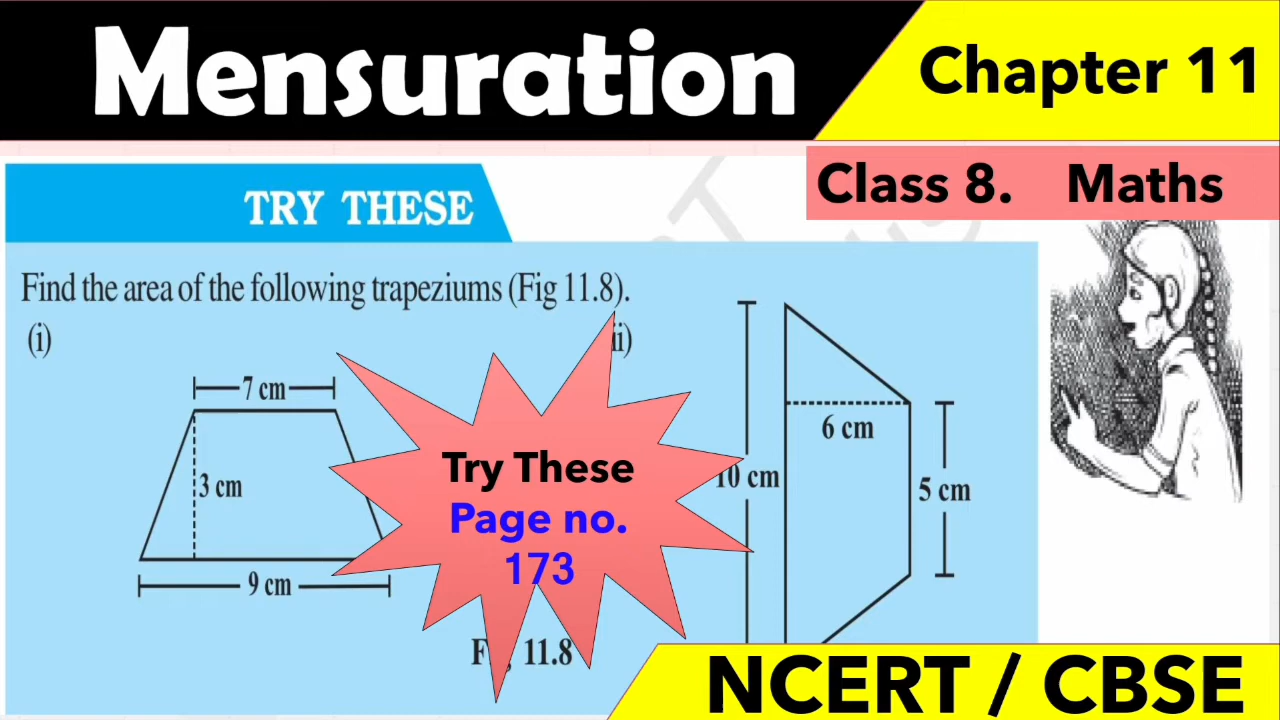 Mensuration
Chapter 11
Class 8. Maths
TRY THESE
Find the area of the following trapeziums (Fig 11.8).
(i)
ii)
7 cm
3 cm
9 cm
6 cm
10 cm
5 cm
Try These
Page no.
173
11.8
NCERT / CBSE